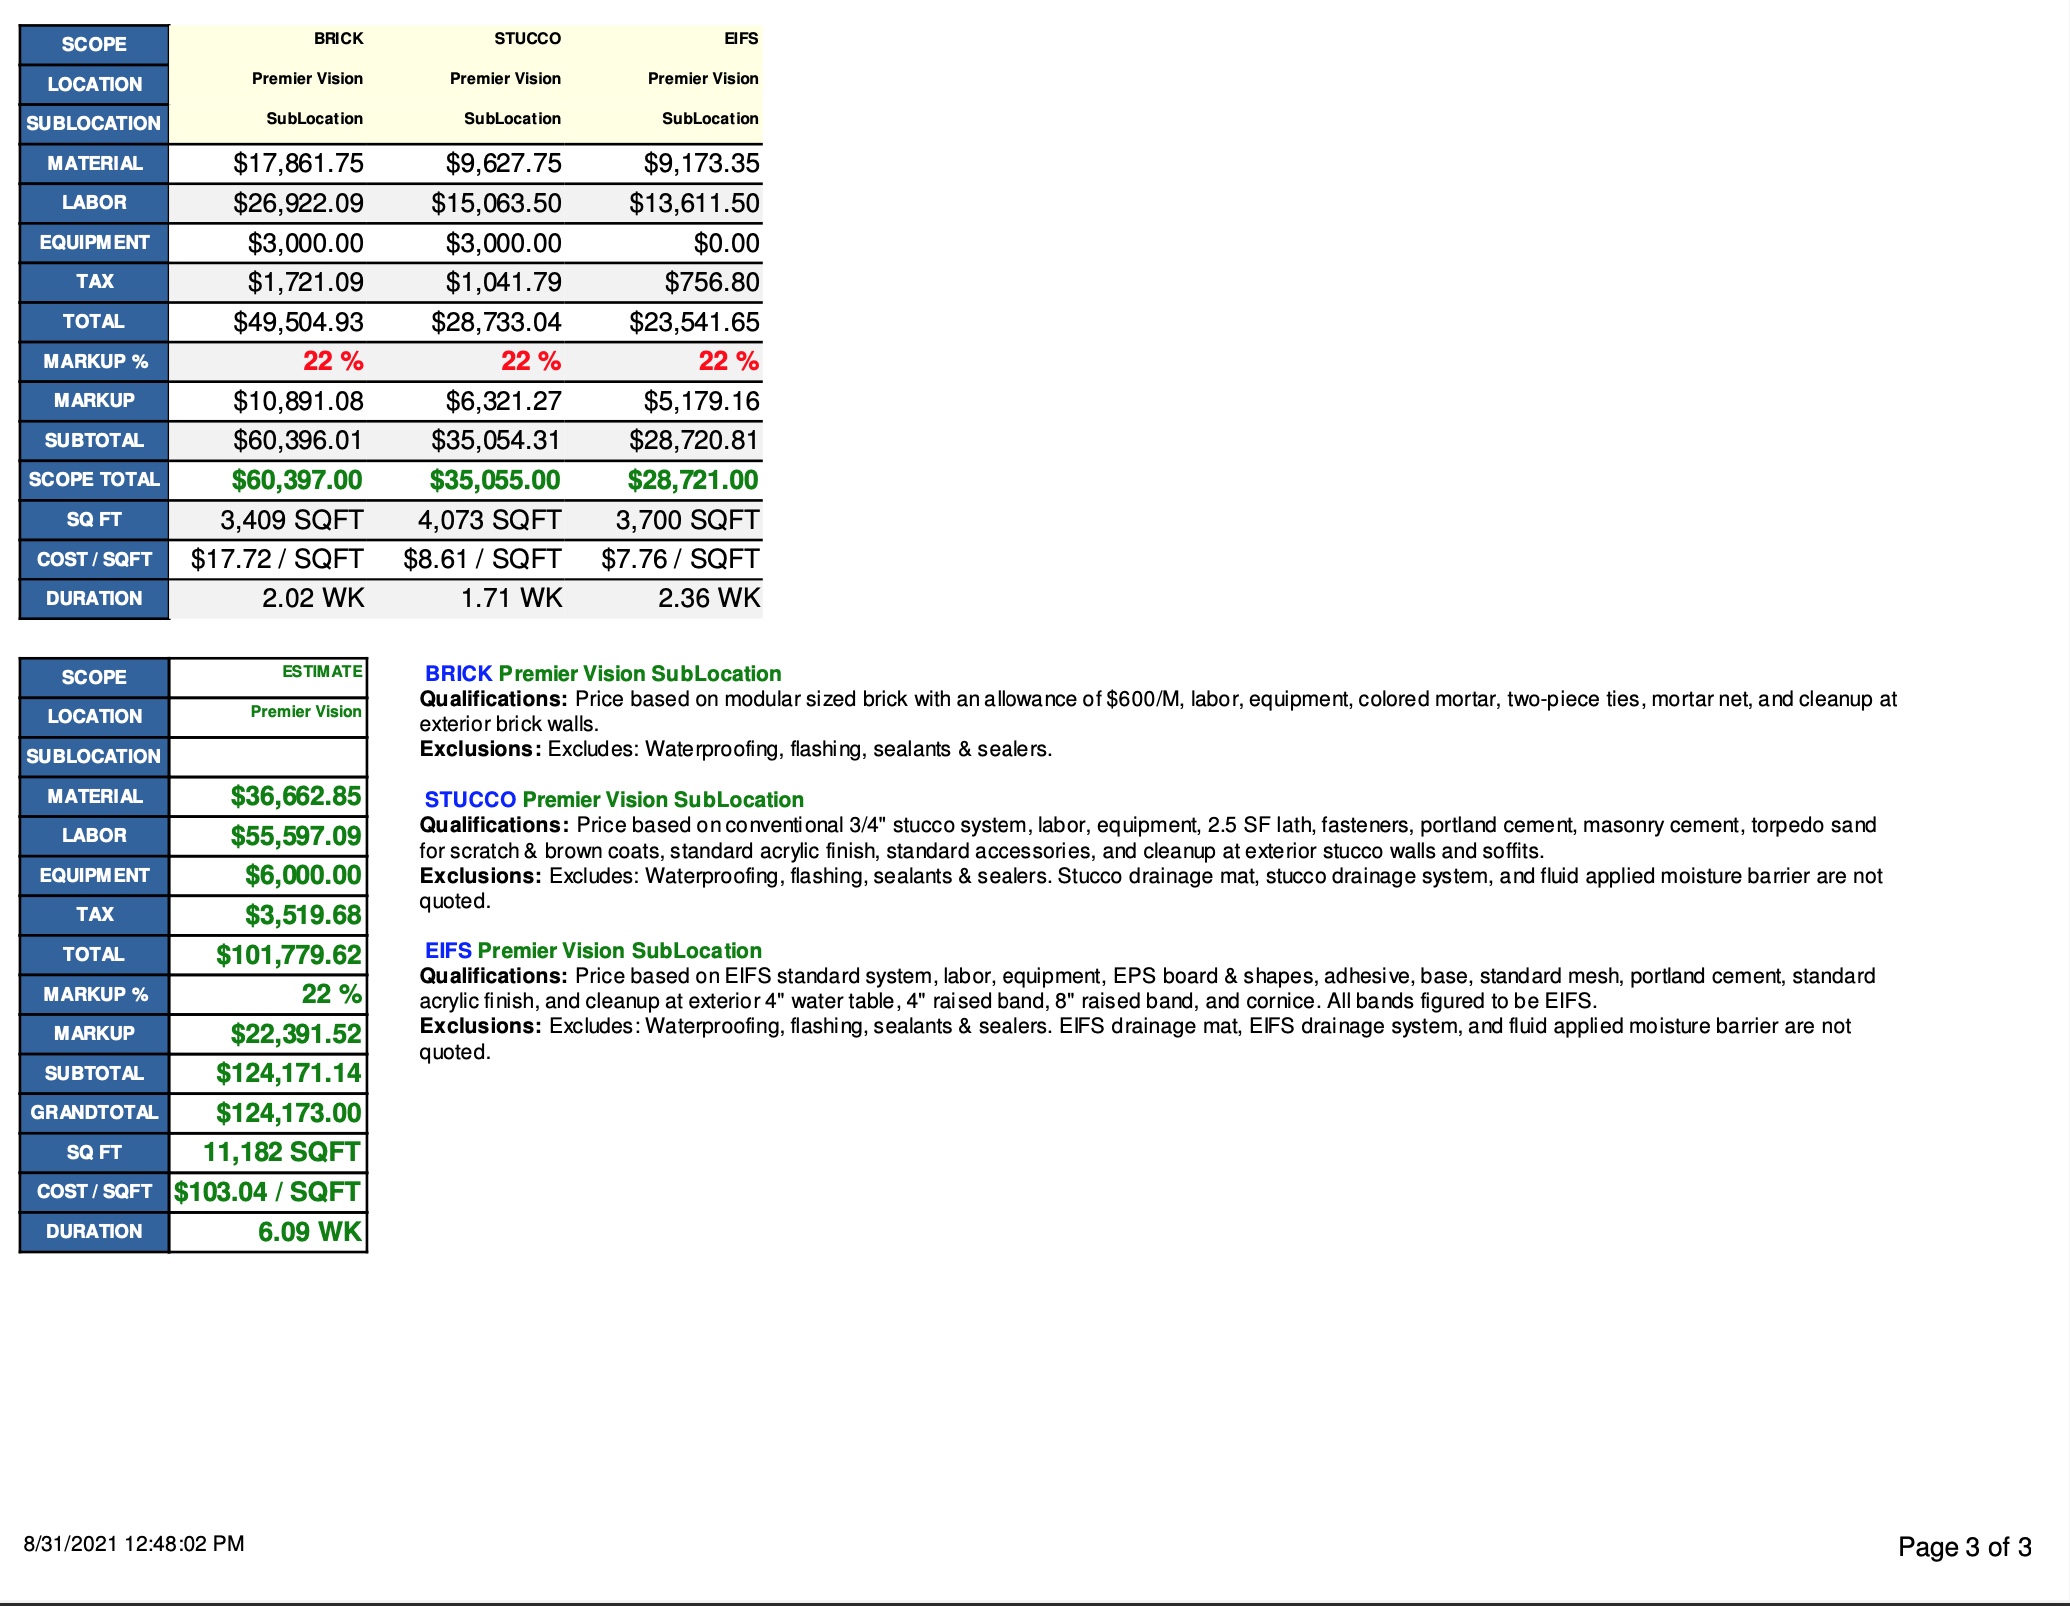 SCOPE BRICK STUCCO EIFS
LOCATION Premier Vision Premier Vision Premier Vision
SUBLOCATION SubLocation SubLocation SubLocation
MATERIAL $17,861.75 $9,627.75 $9,173.35
LABOR $26,922.09 $15,063.50 $13,611.50
EQUIPMENT $3,000.00 $3,000.00 $0.00
TAX $1,721.09 $1,041.79 $756.80
TOTAL $49,504.93 $28,733.04 $23,541.65
MARKUP % 22 % 22 % 22 %
MARKUP $10,891.08 $6,321.27 $5,179.16
SUBTOTAL $60,396.01 $35,054.31 $28,720.81
SCOPE TOTAL $60,397.00 $35,055.00 $28,721.00
SQ FT 3,409 SQFT 4,073 SQFT 3,700 SQFT
COST / SQFT $17.72 / SQFT $8.61 / SQFT $7.76 / SQFT
DURATION 2.02 WK 1.71 WK 2.36 WK
SCOPE ESTIMATE
LOCATION Premier Vision
SUBLOCATION
MATERIAL $36,662.85
LABOR $55,597.09
EQUIPMENT $6,000.00
TAX $3,519.68
TOTAL $101,779.62
MARKUP % 22 %
MARKUP $22,391.52
SUBTOTAL $124,171.14
GRANDTOTAL $124,173.00
SQ FT 11,182 SQFT
COST / SQFT $103.04 / SQFT
DURATION 6.09 WK
BRICK Premier Vision SubLocation
Qualifications: Price based on modular sized brick with an allowance of $600/M, labor, equipment, colored mortar, two-piece ties, mortar net, and cleanup at
exterior brick walls.
Exclusions: Excludes: Waterproofing, flashing, sealants & sealers.
STUCCO Premier Vision SubLocation
Qualifications: Price based on conventional 3/4" stucco system, labor, equipment, 2.5 SF lath, fasteners, portland cement, masonry cement, torpedo sand
for scratch & brown coats, standard acrylic finish, standard accessories, and cleanup at exterior stucco walls and soffits.
Exclusions: Excludes: Waterproofing, flashing, sealants & sealers. Stucco drainage mat, stucco drainage system, and fluid applied moisture barrier are not
quoted.
EIFS Premier Vision SubLocation
Qualifications: Price based on EIFS standard system, labor, equipment, EPS board & shapes, adhesive, base, standard mesh, portland cement, standard
acrylic finish, and cleanup at exterior 4" water table, 4" raised band, 8" raised band, and cornice. All bands figured to be EIFS.
Exclusions: Excludes: Waterproofing, flashing, sealants & sealers. EIFS drainage mat, EIFS drainage system, and fluid applied moisture barrier are not
quoted.
8/31/2021 12:48:02 PM
Page 3 of 3